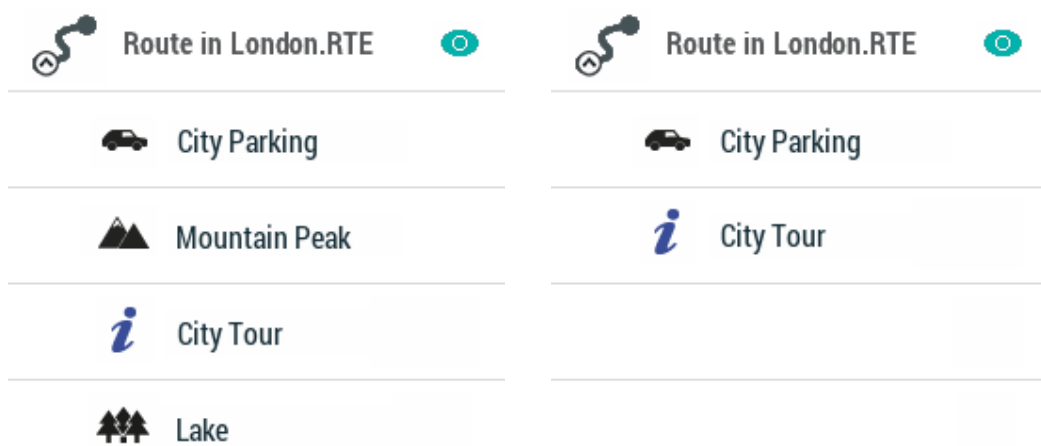 Route in London.RTE
City Parking
Mountain Peak
City Tour
Lake
Route in London.RTE
City Parking
City Tour